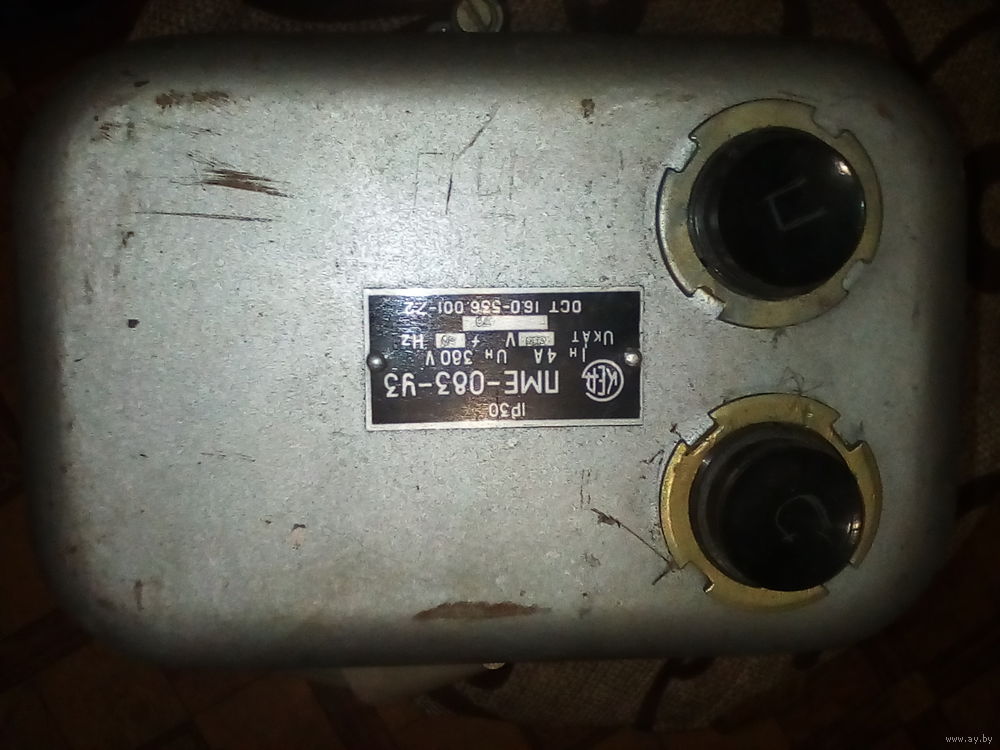 IP30
КЕА ПМЕ-083-У3
Iн 4A Uн 380 V
Uкат V f Hz
ОСТ 16.0-536.001-72
П
С
www.ay.by